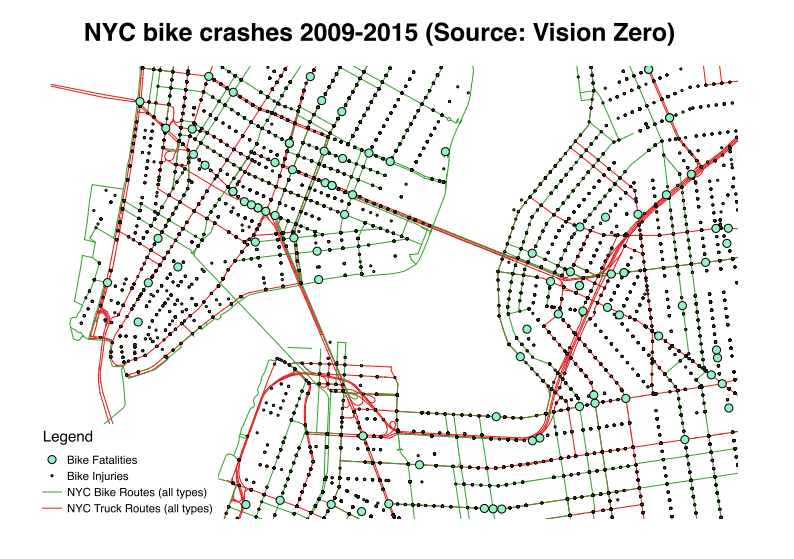 NYC bike crashes 2009-2015 (Source: Vision Zero)
Legend
Bike Fatalities
Bike Injuries
NYC Bike Routes (all types)
NYC Truck Routes (all types)